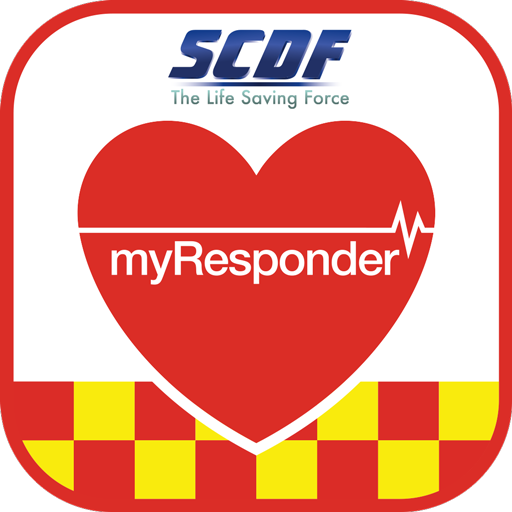 SCDF
The Life Saving Force
myResponder